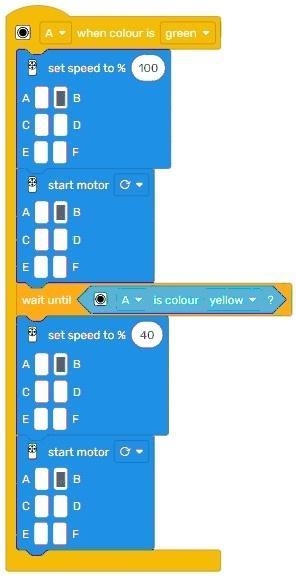 A when colour is green
set speed to % 100
A B
C D
E F
start motor
A B
C D
E F
wait until A is colour yellow ?
set speed to % 40
A B
C D
E F
start motor
A B
C D
E F